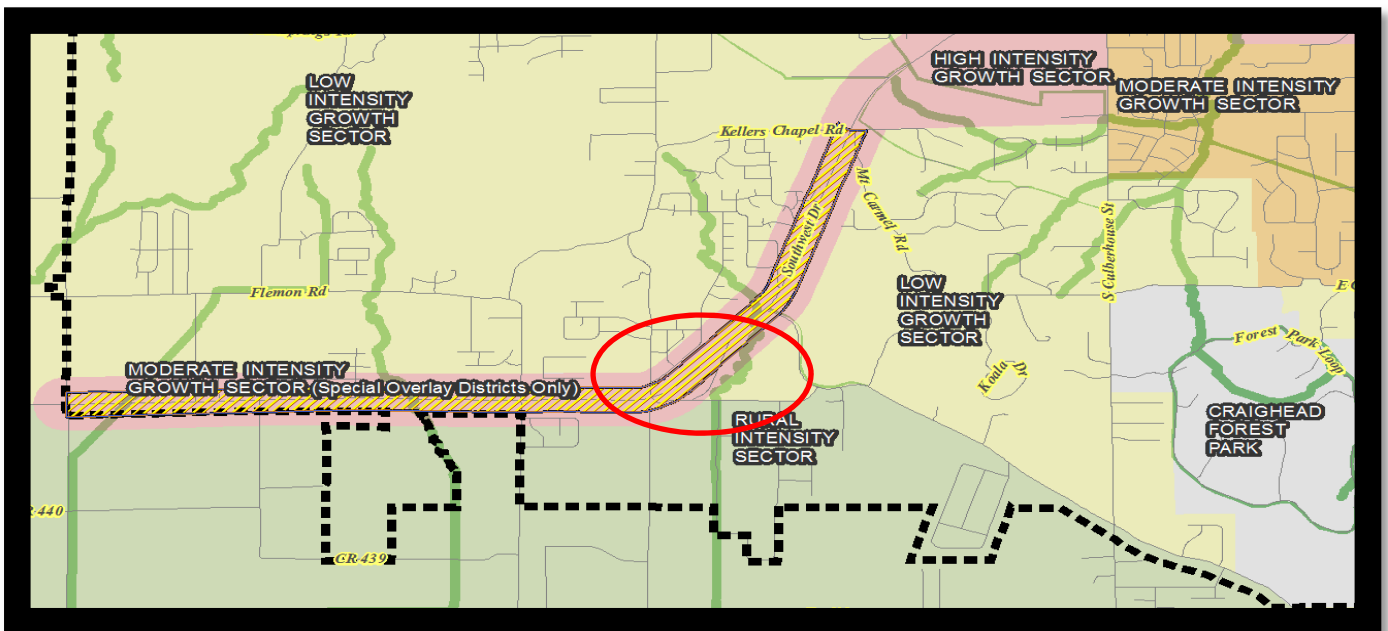 LOW
INTENSITY
GROWTH
SECTOR
HIGH INTENSITY
GROWTH SECTOR
MODERATE INTENSITY
GROWTH SECTOR
Kellers Chapel Rd
Mt Carmel Rd
Southwest Dr
S Culberhouse St
Flemon Rd
LOW
INTENSITY
GROWTH
SECTOR
Forest Park Loop
MODERATE INTENSITY
GROWTH SECTOR (Special Overlay Districts Only)
Koala Dr
RURAL
INTENSITY
SECTOR
CRAIGHEAD
FOREST
PARK
440
CR 439